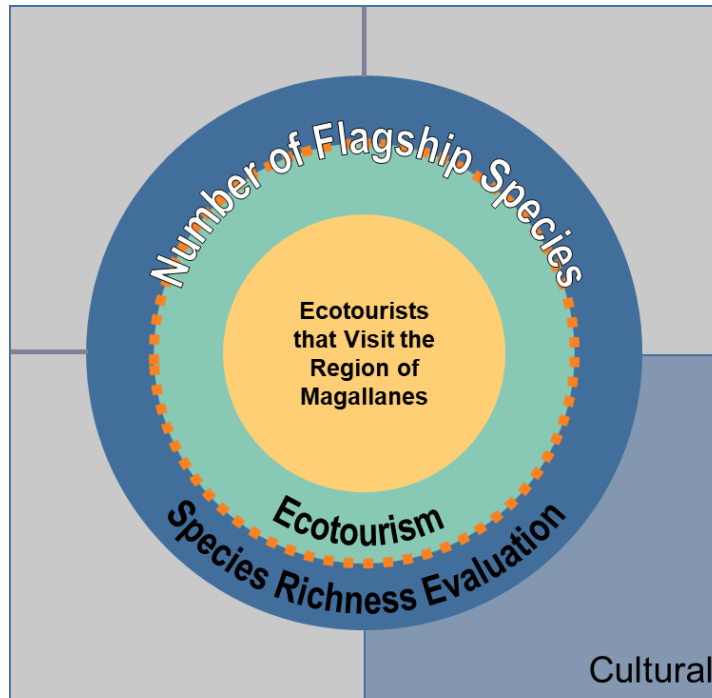 Number of Flagship Species
Ecotourists
that Visit the
Region of
Magallanes
Ecotourism
Species Richness Evaluation
Cultural